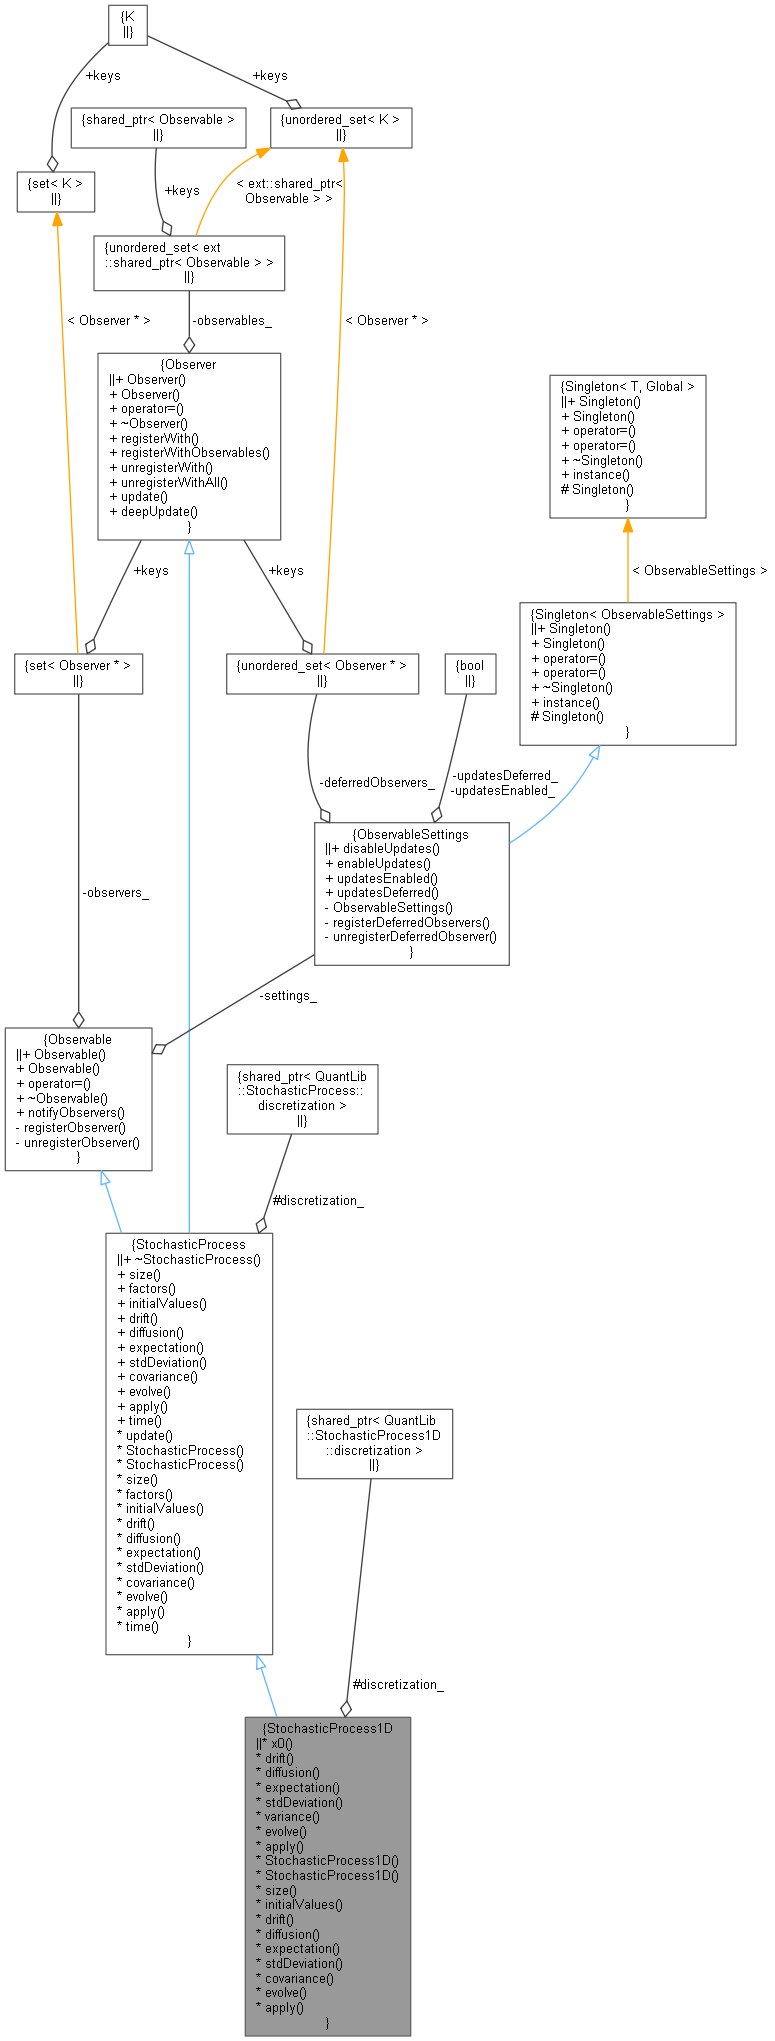 {K
||}
+keys
+keys
{shared_ptr< Observable >
||}
{unordered_set< K >
||}
{set< K >
||}
+keys
< ext::shared_ptr<
Observable > >
{unordered_set< ext
::shared_ptr< Observable > >
||}
< Observer * >
-observables_
< Observer * >
{Observer
||+ Observer()
+ Observer()
+ operator=()
+ ~Observer()
+ registerWith()
+ registerWithObservables()
+ unregisterWith()
+ unregisterWithAll()
+ update()
+ deepUpdate()
}
{Singleton< T, Global >
||+ Singleton()
+ Singleton()
+ operator=()
+ operator=()
+ ~Singleton()
+ instance()
# Singleton()
}
+keys
+keys
< ObservableSettings >
{Singleton< ObservableSettings >
||+ Singleton()
+ Singleton()
+ operator=()
+ operator=()
+ ~Singleton()
+ instance()
# Singleton()
}
{set< Observer * >
||}
{unordered_set< Observer * >
||}
{bool
||}
-deferredObservers_
-updatesDeferred_
-updatesEnabled_
{ObservableSettings
||+ disableUpdates()
+ enableUpdates()
+ updatesEnabled()
+ updatesDeferred()
- ObservableSettings()
- registerDeferredObservers()
- unregisterDeferredObserver()
}
-observers_
-settings_
{Observable
||+ Observable()
+ Observable()
+ operator=()
+ ~Observable()
+ notifyObservers()
- registerObserver()
- unregisterObserver()
}
{shared_ptr< QuantLib
::StochasticProcess::
discretization >
||}
#discretization_
{StochasticProcess
||+ ~StochasticProcess()
+ size()
+ factors()
+ initialValues()
+ drift()
+ diffusion()
+ expectation()
+ stdDeviation()
+ covariance()
+ evolve()
+ apply()
+ time()
* update()
* StochasticProcess()
* StochasticProcess()
* size()
* factors()
* initialValues()
* drift()
* diffusion()
* expectation()
* stdDeviation()
* covariance()
* evolve()
* apply()
* time()
}
{shared_ptr< QuantLib
::StochasticProcess1D
::discretization >
||}
#discretization_
{StochasticProcess1D
||* x0()
* drift()
* diffusion()
* expectation()
* stdDeviation()
* variance()
* evolve()
* apply()
* StochasticProcess1D()
* StochasticProcess1D()
* size()
* initialValues()
* drift()
* diffusion()
* expectation()
* stdDeviation()
* covariance()
* evolve()
* apply()
}